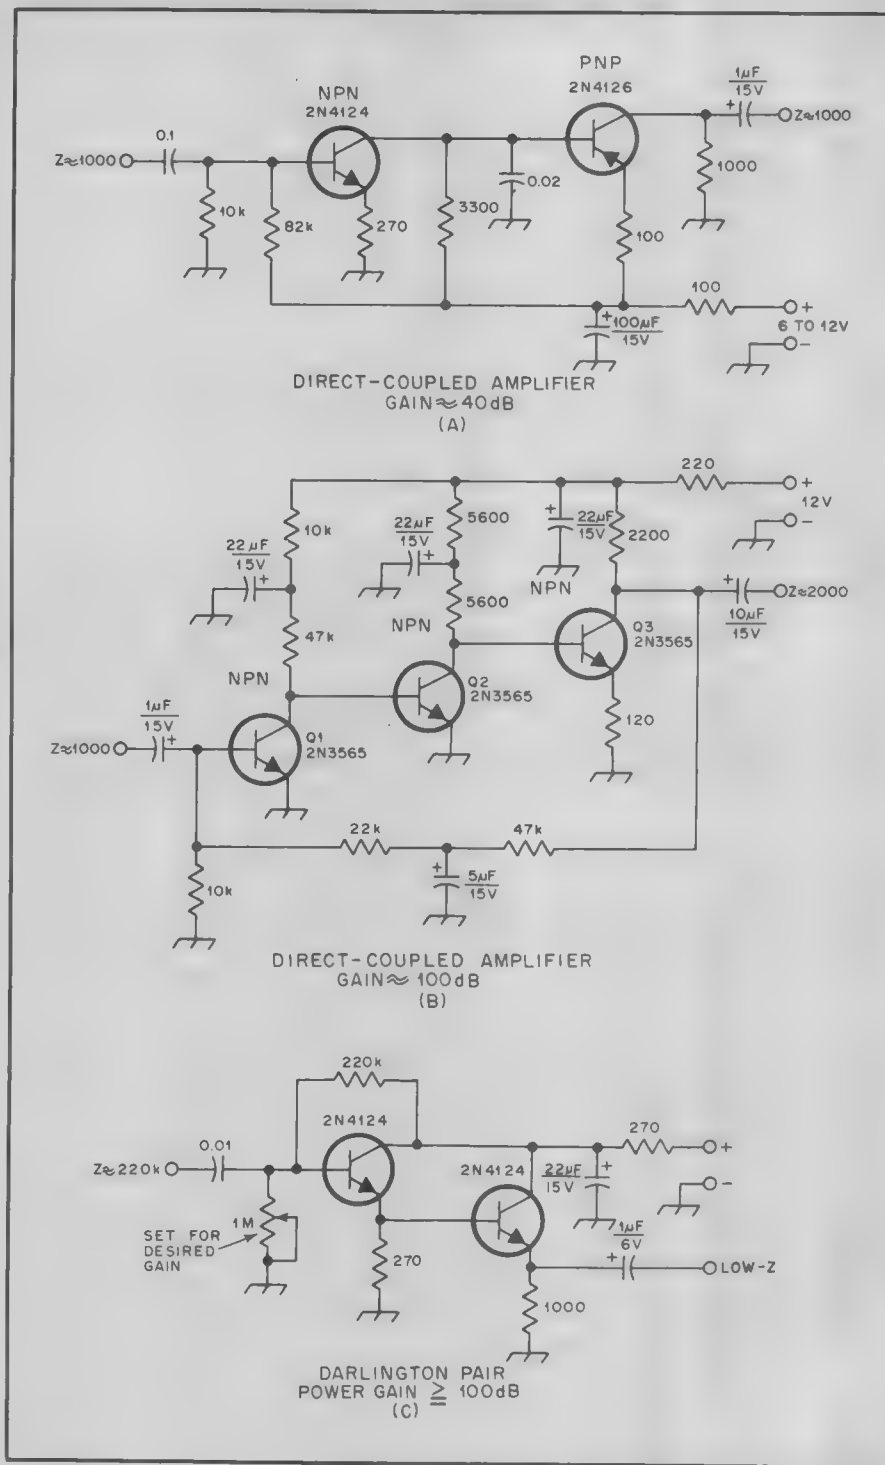 PNP
2N4126
NPN
2N4124
1µF
15V
+
Z≈1000
0.1
Z≈1000
10k
82k
270
3300
0.02
1000
100
100
+
6 TO 12V
−
+
100µF
15V
DIRECT-COUPLED AMPLIFIER
GAIN≈40dB
(A)
220
+
12V
−
10k
5600
22µF
15V
+
22µF
15V
+
+
22µF
15V
2200
5600
NPN
+
Z≈2000
10µF
15V
47k
NPN
Q3
2N3565
NPN
Q2
2N3565
120
1µF
15V
+
Z≈1000
Q1
2N3565
22k
47k
10k
+
5µF
15V
DIRECT-COUPLED AMPLIFIER
GAIN≈100dB
(B)
220k
2N4124
270
+
0.01
Z≈220k
2N4124
22µF
15V
+
−
1M
SET FOR
DESIRED
GAIN
270
1µF
6V
+
LOW-Z
1000
DARLINGTON PAIR
POWER GAIN ≧ 100dB
(C)